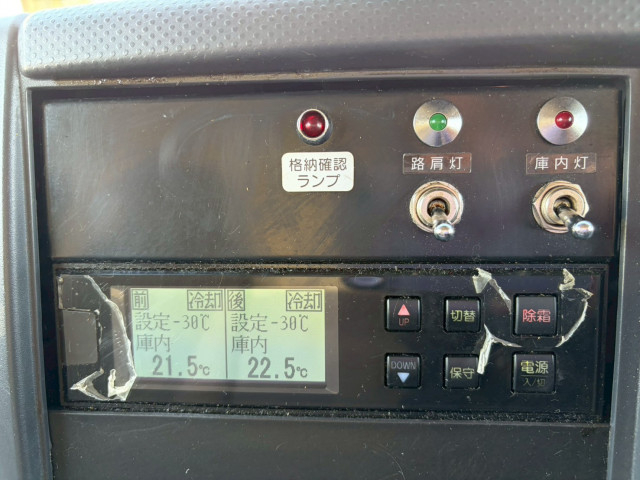 格納確認
ランプ
路肩灯
庫内灯
前 冷却 後 冷却
設定-30℃ 設定-30℃
庫内 庫内
21.5℃ 22.5℃
UP
切替
除霜
DOWN
保守
電源
入/切